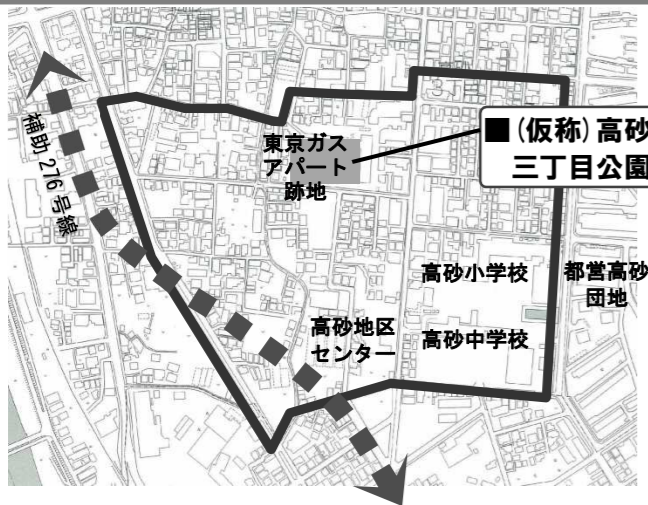 補助276号線
東京ガス
アパート
跡地
■(仮称)高砂
三丁目公園
高砂小学校
都営高砂
団地
高砂地区
センター
高砂中学校